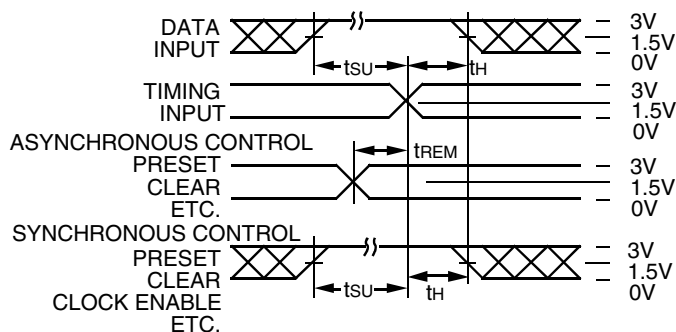 DATA
INPUT
3V
1.5V
0V
tSU
tH
TIMING
INPUT
3V
1.5V
0V
ASYNCHRONOUS CONTROL
PRESET
CLEAR
ETC.
tREM
3V
1.5V
0V
SYNCHRONOUS CONTROL
PRESET
CLEAR
CLOCK ENABLE
ETC.
tSU
tH
3V
1.5V
0V